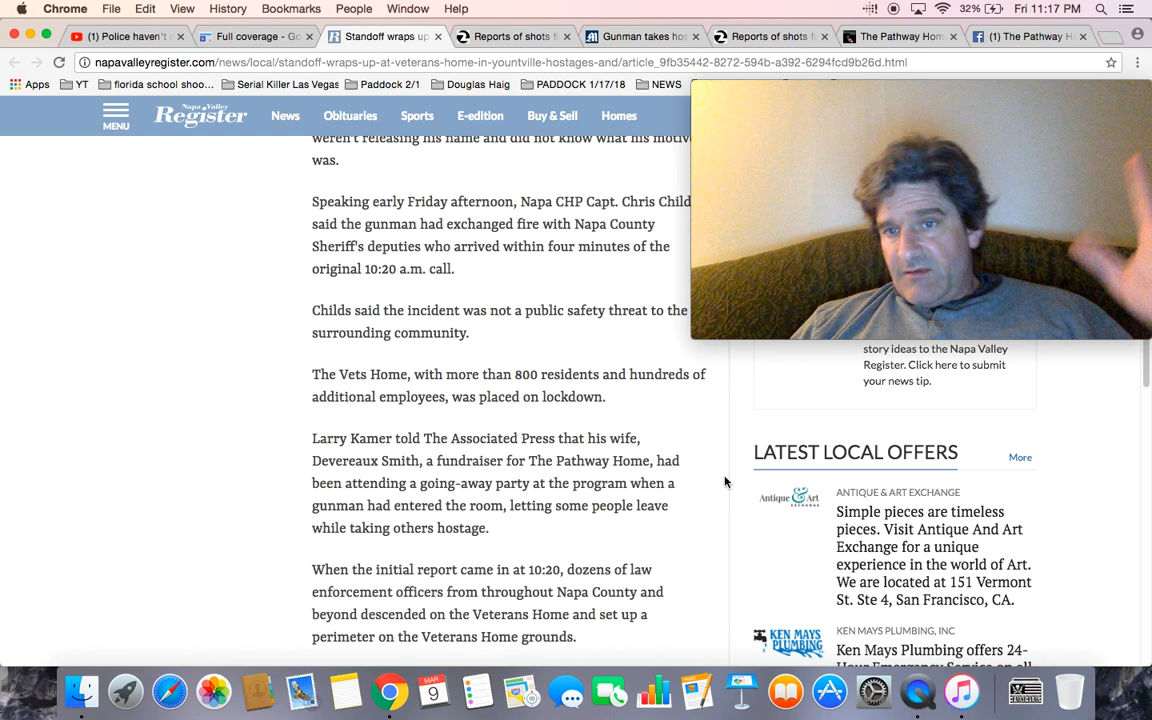 Chrome File Edit View History Bookmarks People Window Help 32% Fri 11:17 PM
(1) Police haven't m Full coverage - Go Standoff wraps up Reports of shots f Gunman takes hos Reports of shots f The Pathway Hom (1) The Pathway H
napavalleyregister.com/news/local/standoff-wraps-up-at-veterans-home-in-yountville-hostages-and/article_9fb35442-8272-594b-a392-6294fcd9b26d.html
Apps YT florida school shoo... Serial Killer Las Vegas Paddock 2/1 Douglas Haig PADDOCK 1/17/18 NEWS
MENU Napa Valley Register News Obituaries Sports E-edition Buy & Sell Homes
weren't releasing his name and did not know what his motive
was.
Speaking early Friday afternoon, Napa CHP Capt. Chris Child
said the gunman had exchanged fire with Napa County
Sheriff's deputies who arrived within four minutes of the
original 10:20 a.m. call.
Childs said the incident was not a public safety threat to the
surrounding community.
The Vets Home, with more than 800 residents and hundreds of
additional employees, was placed on lockdown.
Larry Kamer told The Associated Press that his wife,
Devereaux Smith, a fundraiser for The Pathway Home, had
been attending a going-away party at the program when a
gunman had entered the room, letting some people leave
while taking others hostage.
When the initial report came in at 10:20, dozens of law
enforcement officers from throughout Napa County and
beyond descended on the Veterans Home and set up a
perimeter on the Veterans Home grounds.
story ideas to the Napa Valley
Register. Click here to submit
your news tip.
LATEST LOCAL OFFERS More
Antique & Art
EXCHANGE
ANTIQUE & ART EXCHANGE
Simple pieces are timeless
pieces. Visit Antique And Art
Exchange for a unique
experience in the world of Art.
We are located at 151 Vermont
St. Ste 4, San Francisco, CA.
KEN MAYS
PLUMBING
KEN MAYS PLUMBING, INC
Ken Mays Plumbing offers 24-
Hour Emergency Service on all
MAR
9